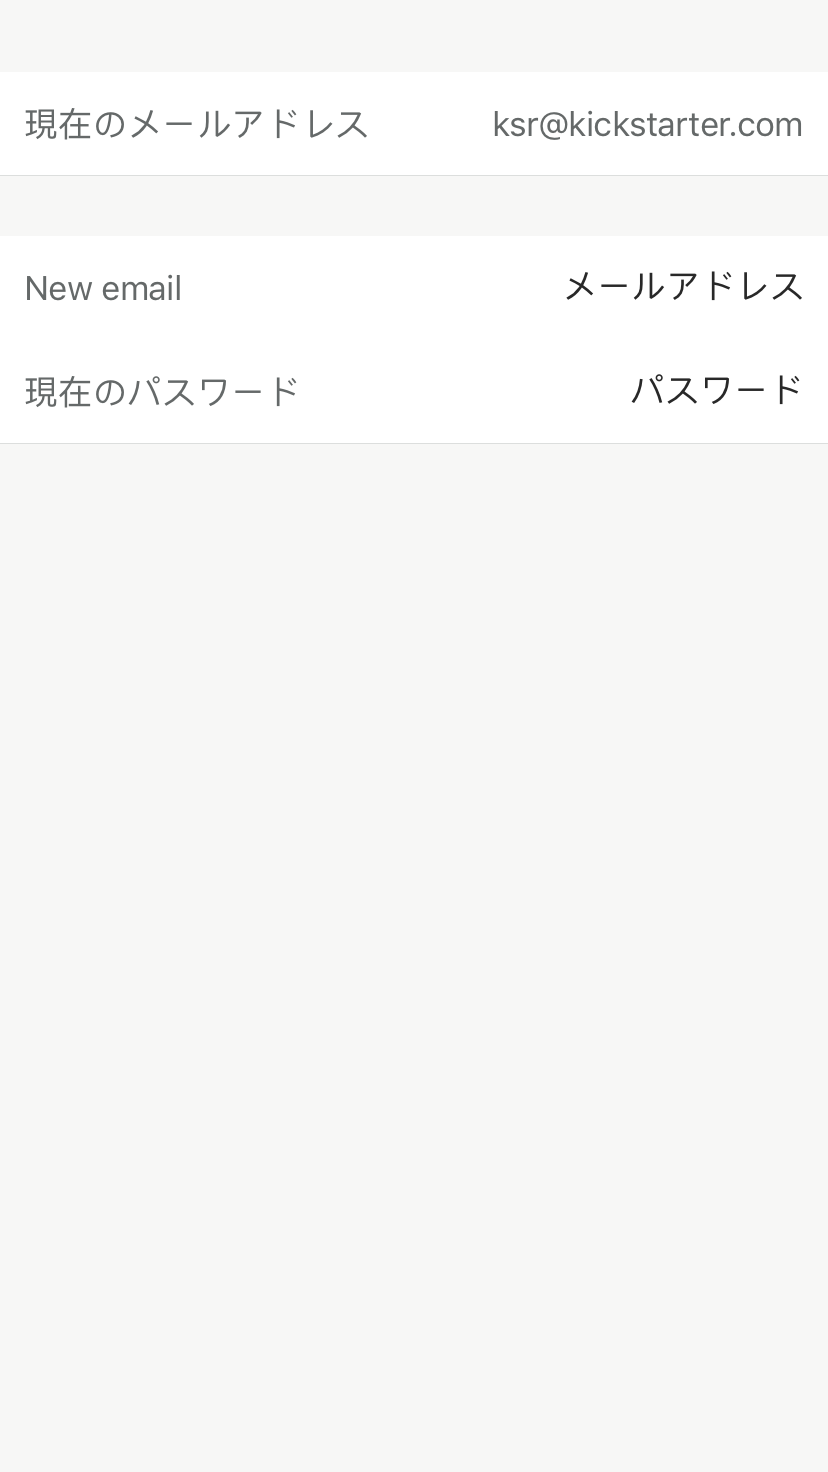 現在のメールアドレス ksr@kickstarter.com
New email メールアドレス
現在のパスワード パスワード